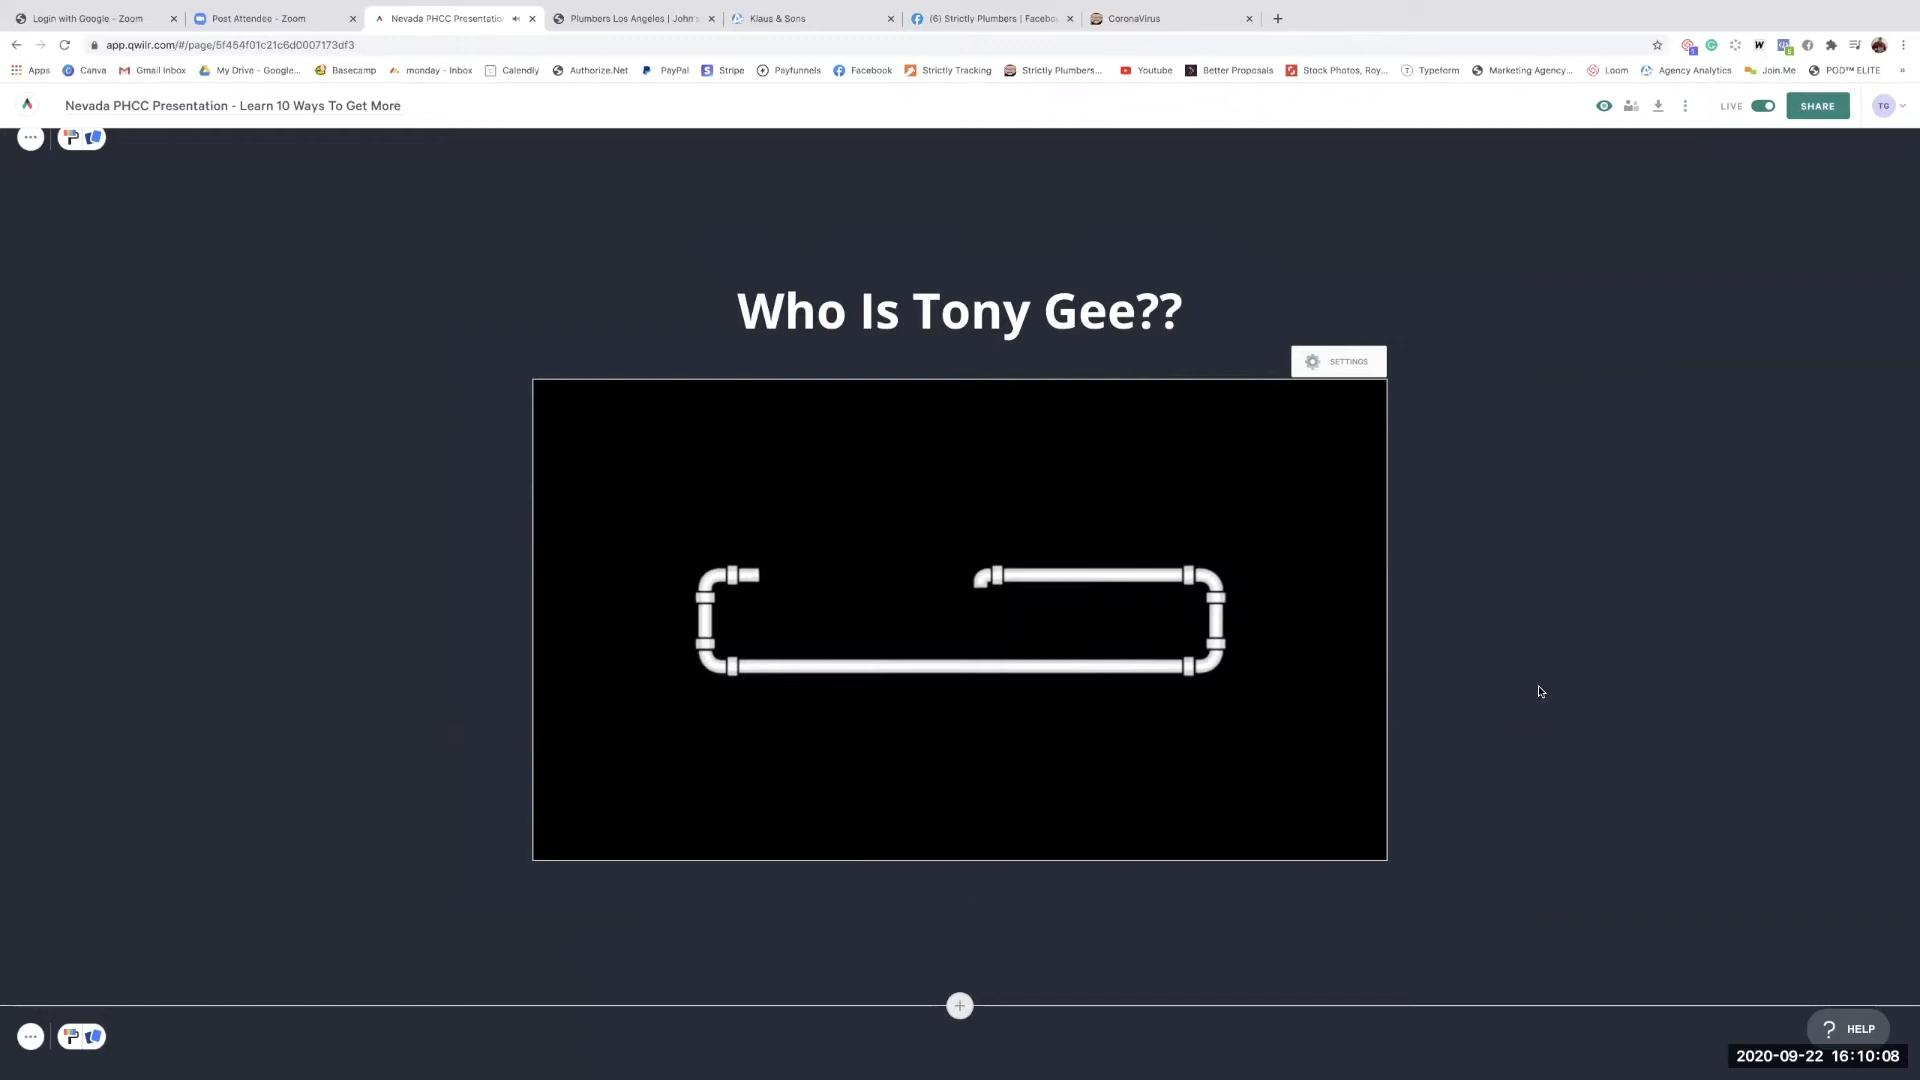 Login with Google - Zoom
Post Attendee - Zoom
Nevada PHCC Presentatio
Plumbers Los Angeles | John's
Klaus & Sons
(6) Strictly Plumbers | Facebo
CoronaVirus
app.qwilr.com/#/page/5f454f01c21c6d0007173df3
Apps Canva Gmail Inbox My Drive - Google... Basecamp monday - Inbox Calendly Authorize.Net PayPal Stripe Payfunnels Facebook Strictly Tracking Strictly Plumbers... Youtube Better Proposals Stock Photos, Roy... Typeform Marketing Agency... Loom Agency Analytics Join.Me POD™ ELITE »
Nevada PHCC Presentation - Learn 10 Ways To Get More
LIVE
SHARE
TG
Who Is Tony Gee??
SETTINGS
? HELP
2020-09-22 16:10:08